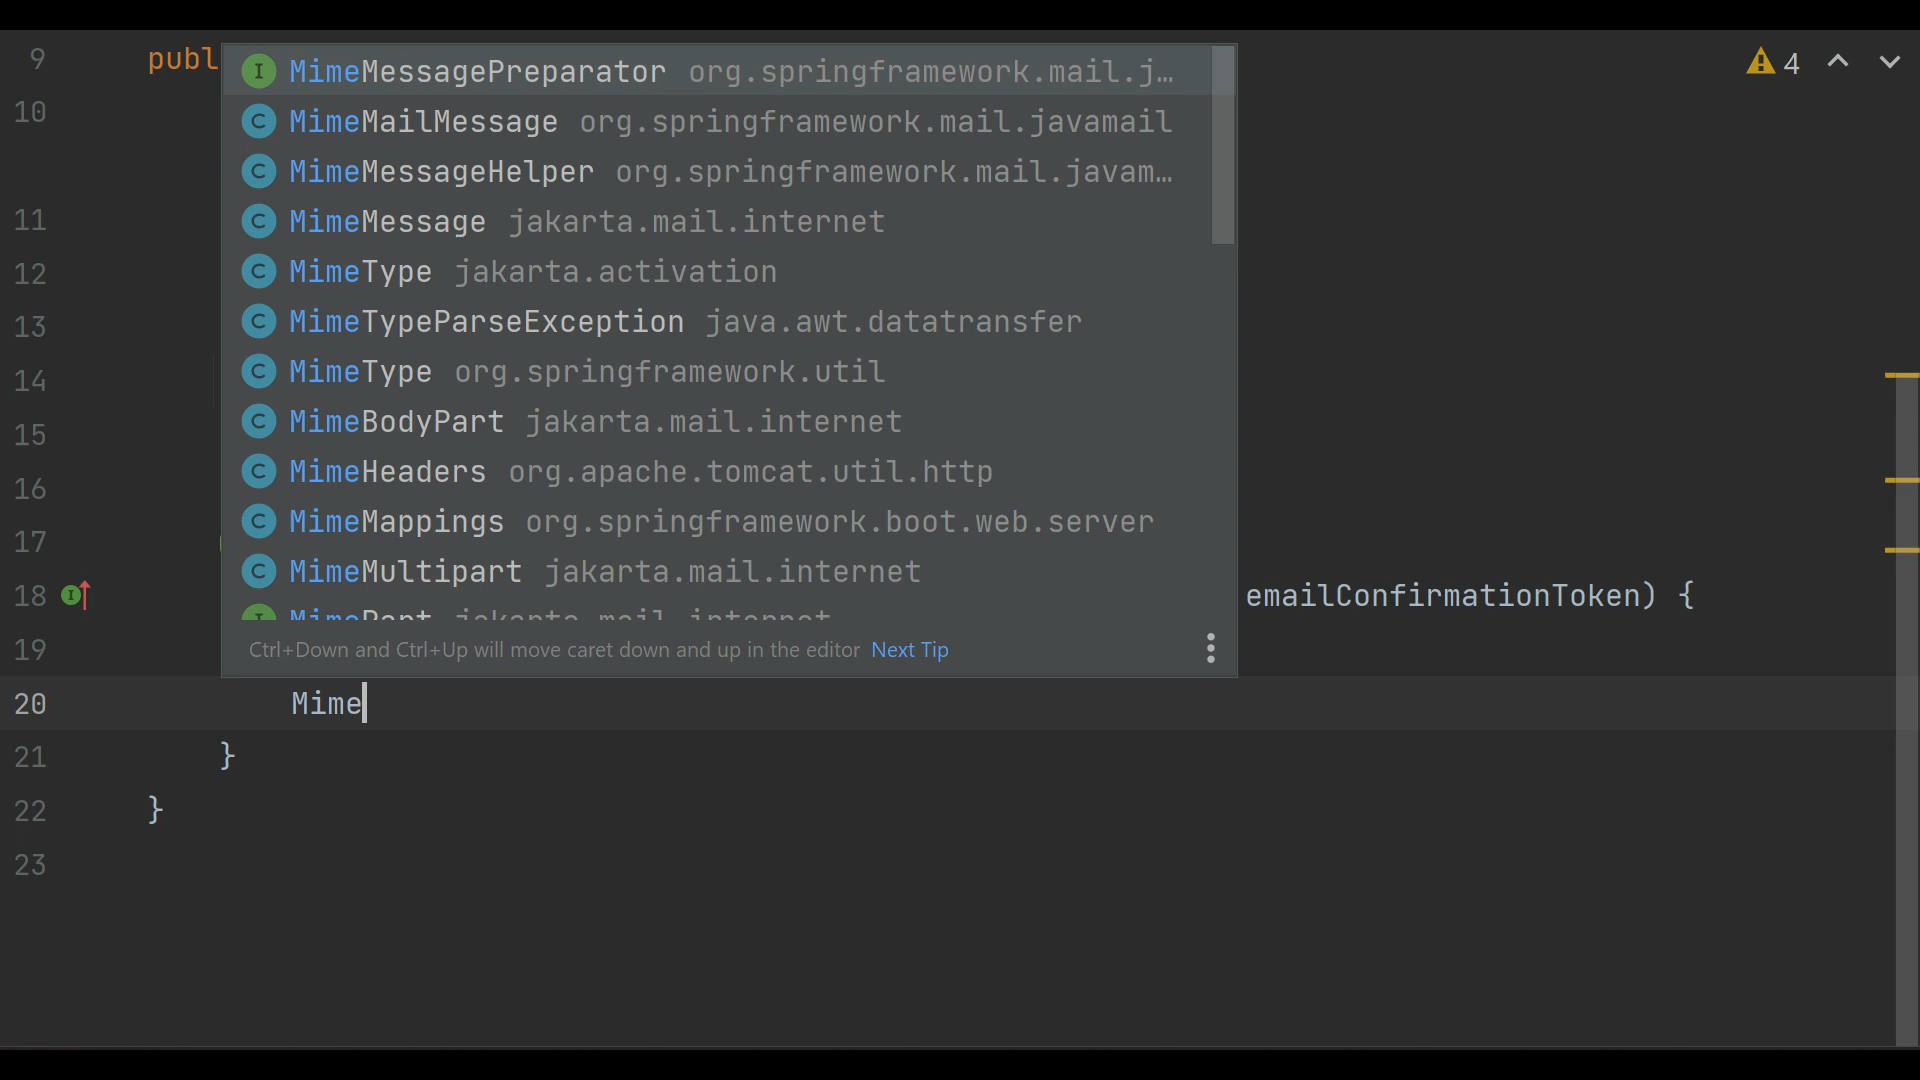 9 publ
MimeMessagePreparator org.springframework.mail.j…
4
10
MimeMailMessage org.springframework.mail.javamail
MimeMessageHelper org.springframework.mail.javam…
11 MimeMessage jakarta.mail.internet
12 MimeType jakarta.activation
13 MimeTypeParseException java.awt.datatransfer
14 MimeType org.springframework.util
15 MimeBodyPart jakarta.mail.internet
16 MimeHeaders org.apache.tomcat.util.http
MimeMappings org.springframework.boot.web.server
17
MimeMultipart jakarta.mail.internet
18 emailConfirmationToken) {
MimePart jakarta.mail.internet
19 Ctrl+Down and Ctrl+Up will move caret down and up in the editor Next Tip
20 Mime
21 }
22 }
23